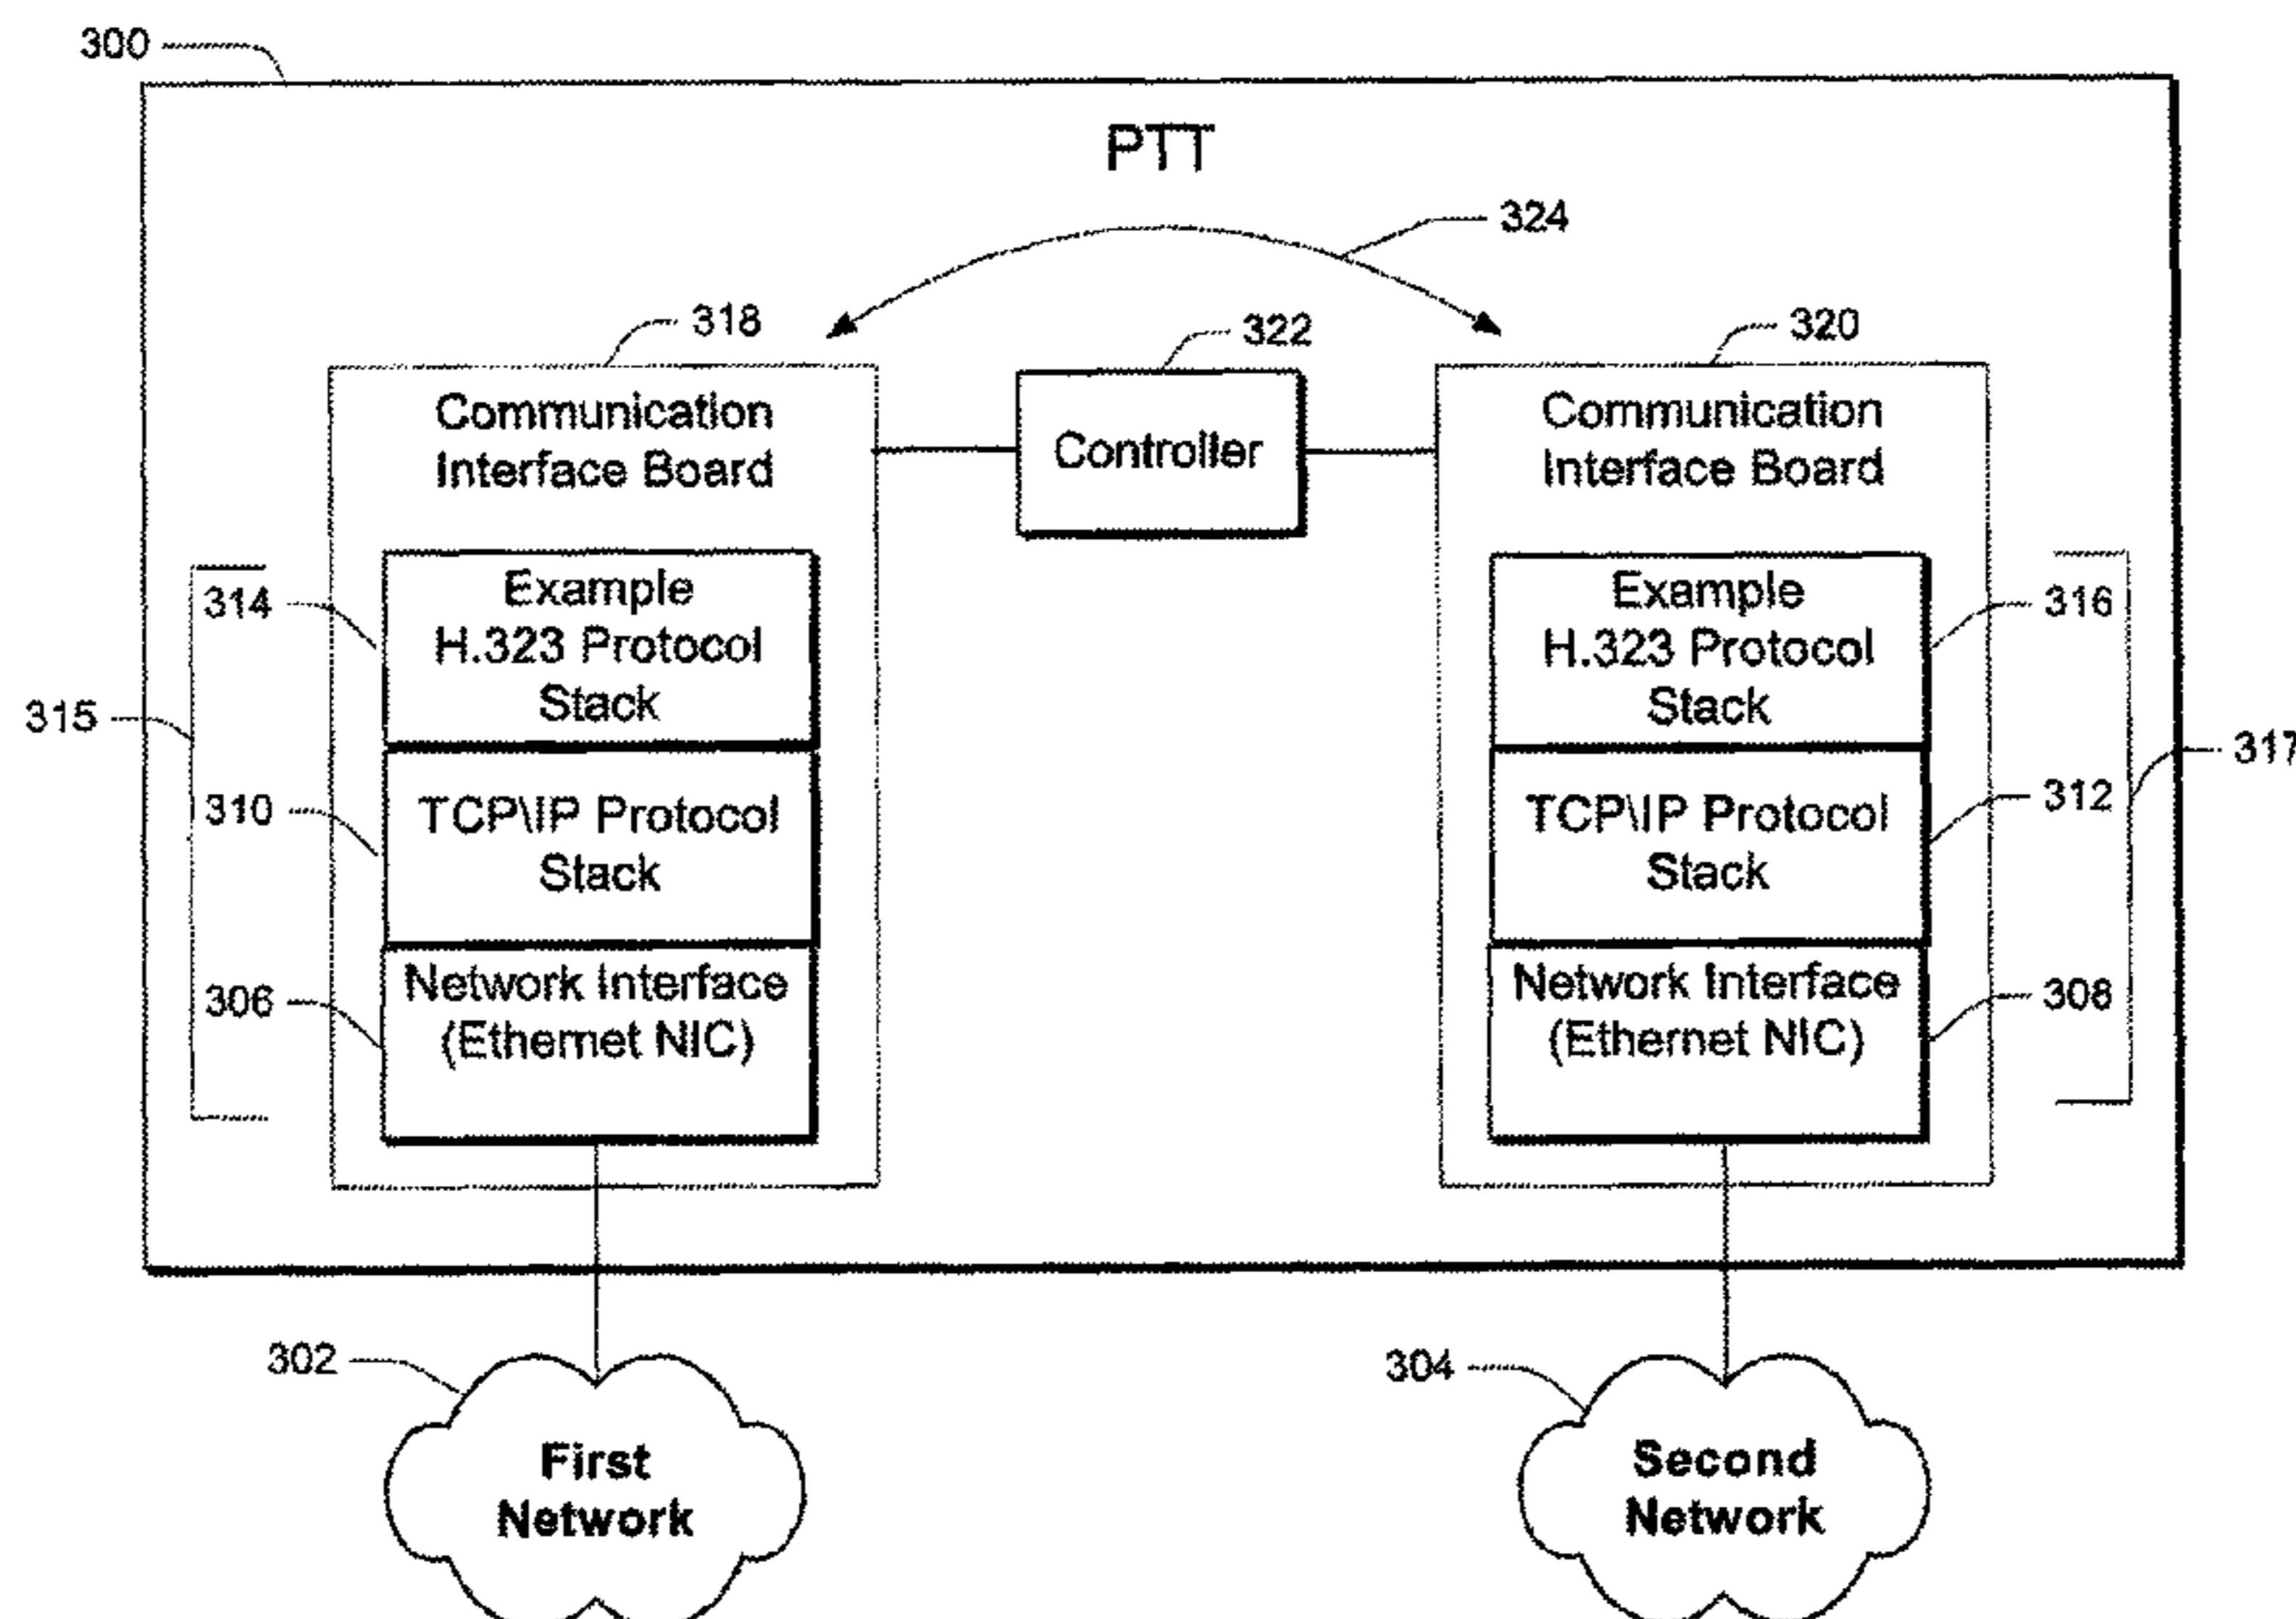 300
PTT
324
318
322
320
Communication
Interface Board
Controller
Communication
Interface Board
314
Example
H.323 Protocol
Stack
Example
H.323 Protocol
Stack
316
315
317
310
TCP\IP Protocol
Stack
TCP\IP Protocol
Stack
312
306
Network Interface
(Ethernet NIC)
Network Interface
(Ethernet NIC)
308
302
304
First
Network
Second
Network